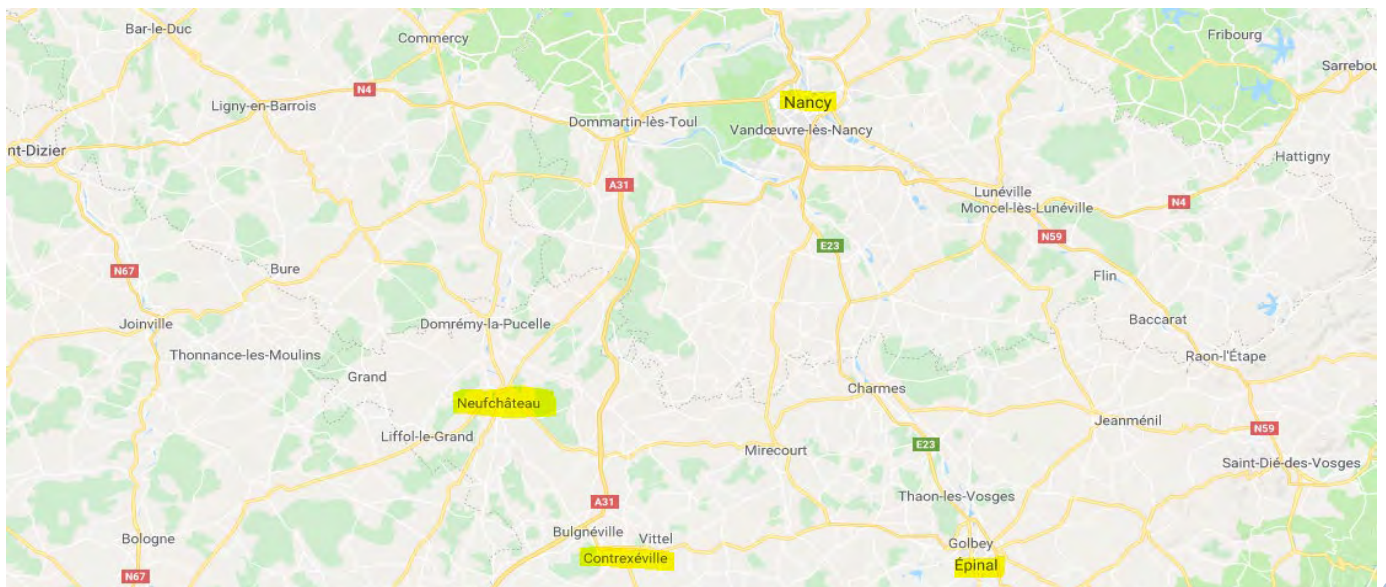 Bar-le-Duc
Commercy
Fribourg
Sarrebou
N4
Ligny-en-Barrois
Nancy
Dommartin-lès-Toul
Vandœuvre-lès-Nancy
nt-Dizier
Hattigny
A31
Lunéville
Moncel-lès-Lunéville
N4
E23
N59
N67
Bure
Flin
Joinville
Domrémy-la-Pucelle
Baccarat
Thonnance-les-Moulins
Raon-l'Étape
Grand
Charmes
Neufchâteau
Jeanménil
N59
Liffol-le-Grand
Mirecourt
E23
Saint-Dié-des-Vosges
A31
Thaon-les-Vosges
Bologne
Bulgnéville
Vittel
Golbey
Contrexéville
Épinal
N67